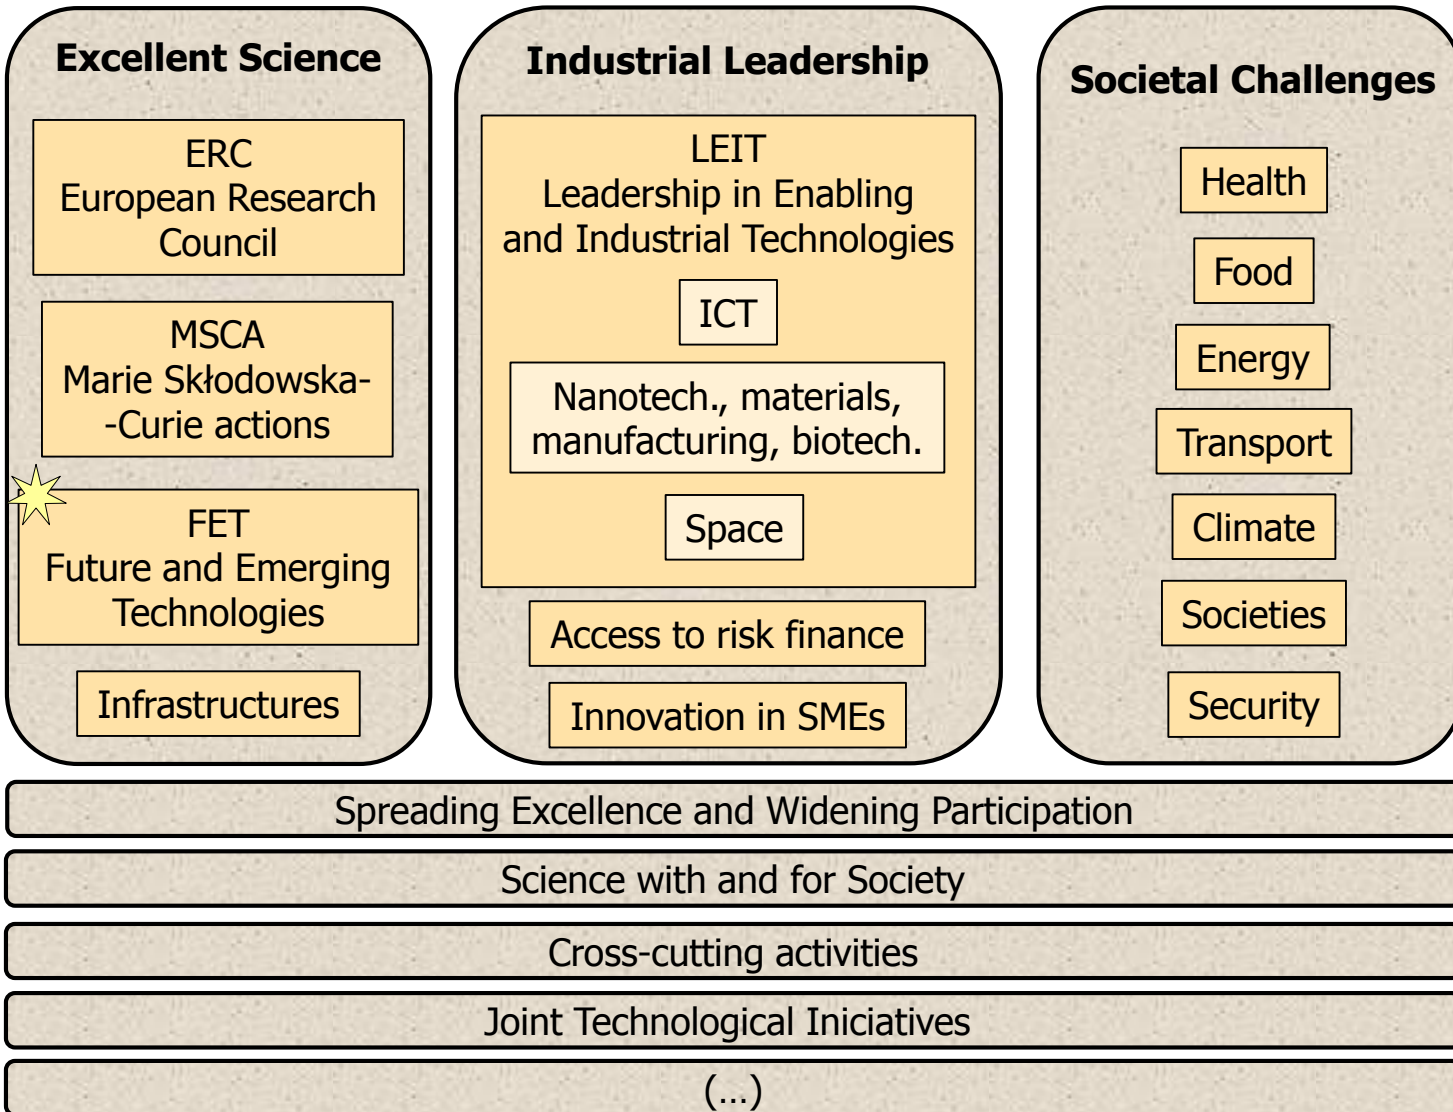 Excellent Science
ERC
European Research
Council
MSCA
Marie Skłodowska-
-Curie actions
FET
Future and Emerging
Technologies
Infrastructures
Industrial Leadership
LEIT
Leadership in Enabling
and Industrial Technologies
ICT
Nanotech., materials,
manufacturing, biotech.
Space
Access to risk finance
Innovation in SMEs
Societal Challenges
Health
Food
Energy
Transport
Climate
Societies
Security
Spreading Excellence and Widening Participation
Science with and for Society
Cross-cutting activities
Joint Technological Iniciatives
(...)